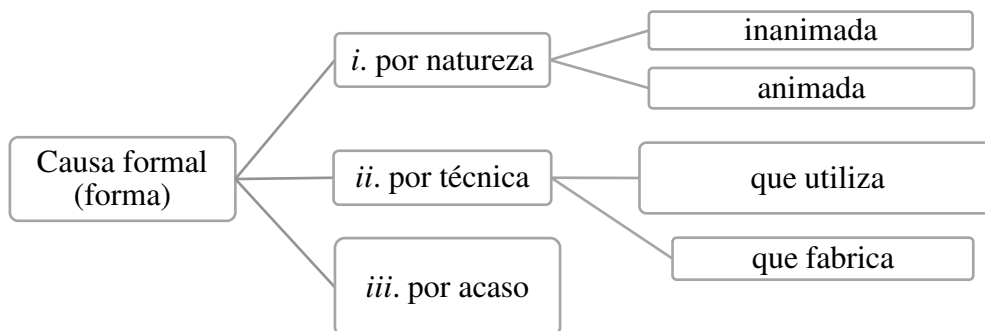 Causa formal
(forma)
i. por natureza
inanimada
animada
ii. por técnica
que utiliza
que fabrica
iii. por acaso